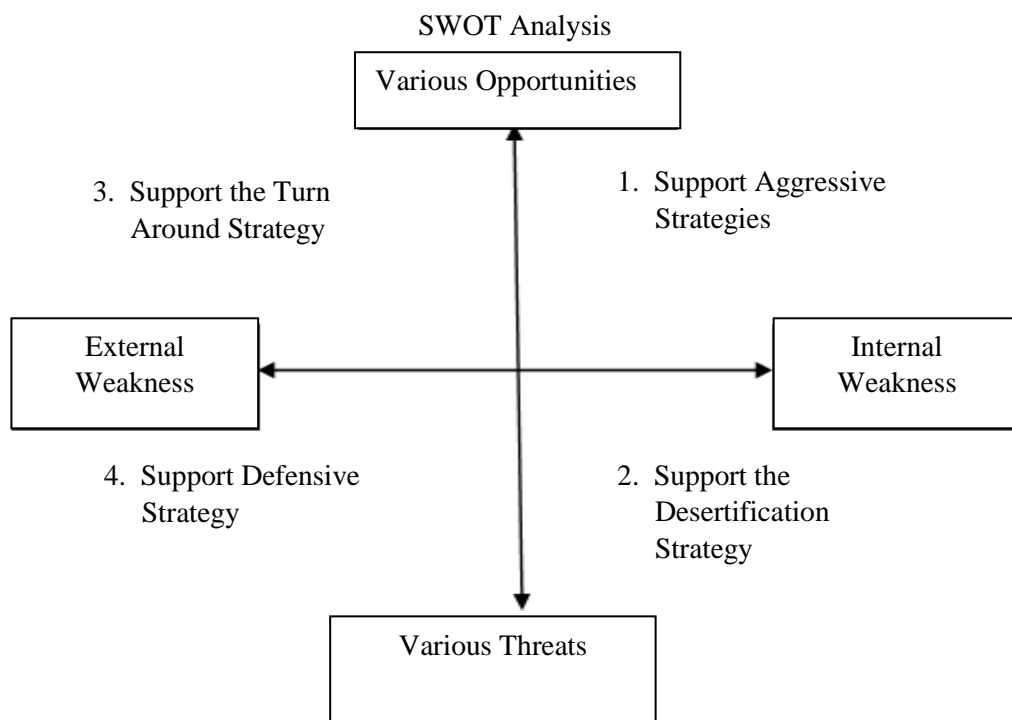 SWOT Analysis
Various Opportunities
3. Support the Turn
Around Strategy
1. Support Aggressive
Strategies
External
Weakness
Internal
Weakness
4. Support Defensive
Strategy
2. Support the
Desertification
Strategy
Various Threats